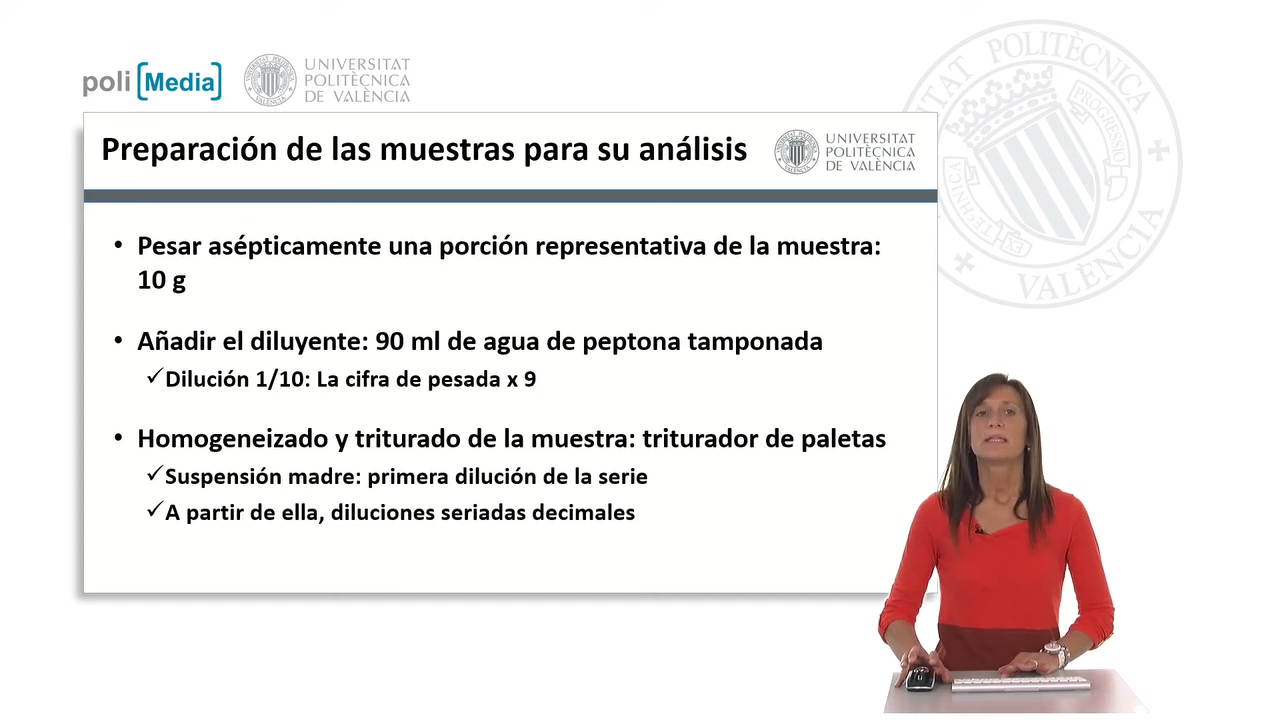 poli [Media]
UNIVERSITAT
POLITÈCNICA
DE VALÈNCIA
Preparación de las muestras para su análisis
UNIVERSITAT
POLITÈCNICA
DE VALÈNCIA
• Pesar asépticamente una porción representativa de la muestra:
10 g
• Añadir el diluyente: 90 ml de agua de peptona tamponada
✓Dilución 1/10: La cifra de pesada x 9
• Homogeneizado y triturado de la muestra: triturador de paletas
✓Suspensión madre: primera dilución de la serie
✓A partir de ella, diluciones seriadas decimales
POLITÈCNICA
VALÈNCIA
PROGRESSIO